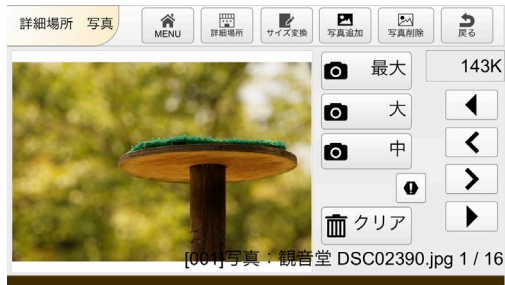 詳細場所 写真
MENU
詳細場所
サイズ変換
写真追加
写真削除
戻る
最大
143K
大
中
クリア
[001]写真：観音堂 DSC02390.jpg 1 / 16